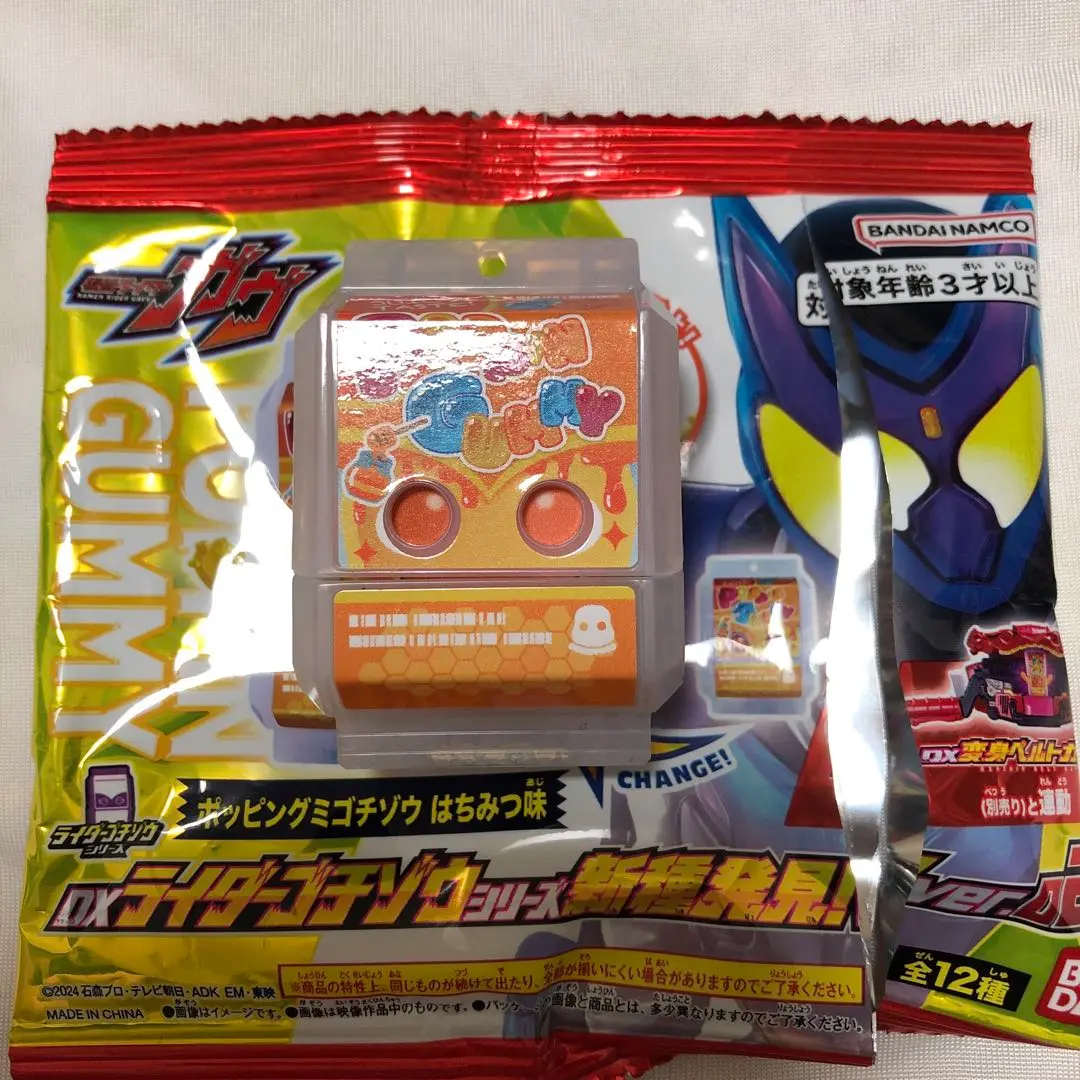 BANDAI NAMCO
対象年齢3才以上
KAMEN RIDER GAVV
ガヴ
GUMMY
GUMMY
CHANGE!
ポッピングミゴチゾウ はちみつ味
ライダーゴチゾウ
シリーズ
DX変身ベルトガ
(別売り)と連動
DXライダーゴチゾウシリーズ新種発見!
ver.
全12種
※商品の特性上、同じものが続けて出たり、全部が揃いにくい場合がありますのでご了承ください。
©2024 石森プロ・テレビ朝日・ADK EM・東映
MADE IN CHINA ●画像はイメージです。 ●画像は映像作品中のものです。 ●パッケー
の画像と商品とは、多少異なりますのでご了承ください。